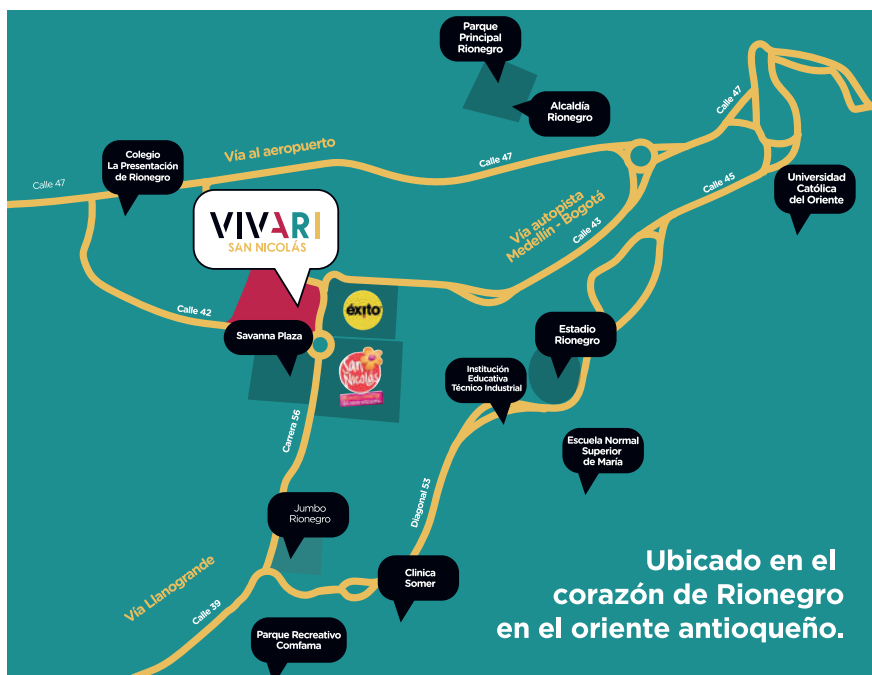 Parque
Principal
Rionegro
Alcaldía
Rionegro
Calle 47
Colegio
La Presentación
de Rionegro
Vía al aeropuerto
Calle 47
Calle 47
Calle 45
Universidad
Católica
del Oriente
VIVARI
SAN NICOLÁS
Vía autopista
Medellín - Bogotá
Calle 43
Calle 42
éxito
Savanna Plaza
Estadio
Rionegro
San
Nicolás
Institución
Educativa
Técnico Industrial
Carrera 56
Escuela Normal
Superior
de María
Diagonal 53
Jumbo
Rionegro
Vía Llanogrande
Clinica
Somer
Calle 39
Parque Recreativo
Comfama
Ubicado en el
corazón de Rionegro
en el oriente antioqueño.